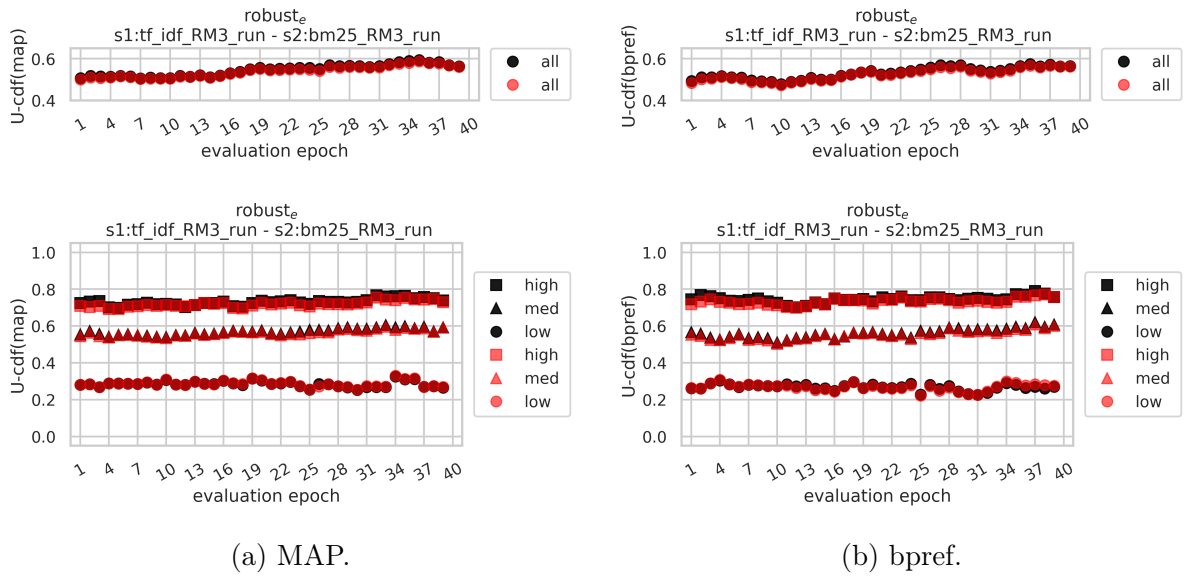 robust_e
s1:tf_idf_RM3_run - s2:bm25_RM3_run
U-cdf(map)
0.6
0.4
1 4 7 10 13 16 19 22 25 28 31 34 37 40
evaluation epoch
all
all
robust_e
s1:tf_idf_RM3_run - s2:bm25_RM3_run
U-cdf(bpref)
0.6
0.4
1 4 7 10 13 16 19 22 25 28 31 34 37 40
evaluation epoch
all
all
robust_e
s1:tf_idf_RM3_run - s2:bm25_RM3_run
U-cdf(map)
1.0
0.8
0.6
0.4
0.2
0.0
1 4 7 10 13 16 19 22 25 28 31 34 37 40
evaluation epoch
high
med
low
high
med
low
robust_e
s1:tf_idf_RM3_run - s2:bm25_RM3_run
U-cdf(bpref)
1.0
0.8
0.6
0.4
0.2
0.0
1 4 7 10 13 16 19 22 25 28 31 34 37 40
evaluation epoch
high
med
low
high
med
low
(a) MAP.
(b) bpref.